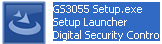 GS3055 Setup.exe
Setup Launcher
Digital Security Contro